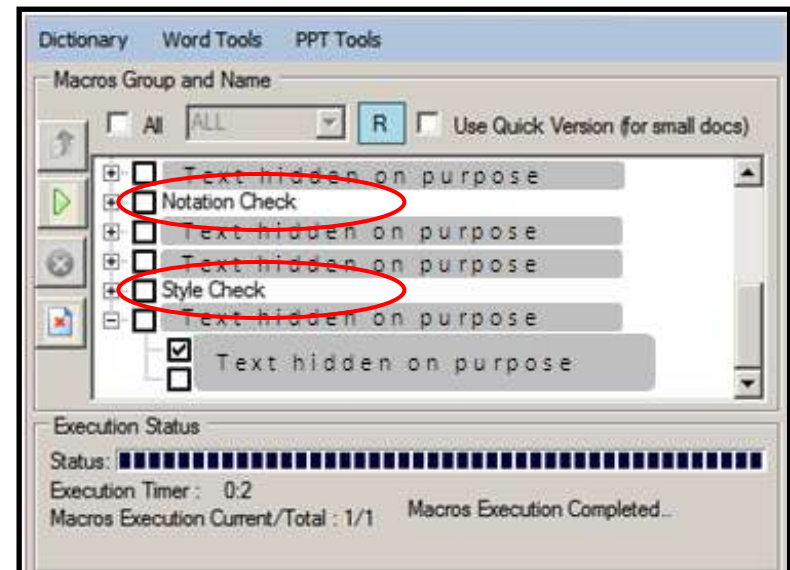 Dictionary Word Tools PPT Tools
Macros Group and Name
All ALL R Use Quick Version (for small docs)
Text hidden on purpose
Notation Check
Text hidden on purpose
Text hidden on purpose
Style Check
Text hidden on purpose
Text hidden on purpose
Execution Status
Status:
Execution Timer : 0:2
Macros Execution Current/Total : 1/1 Macros Execution Completed..